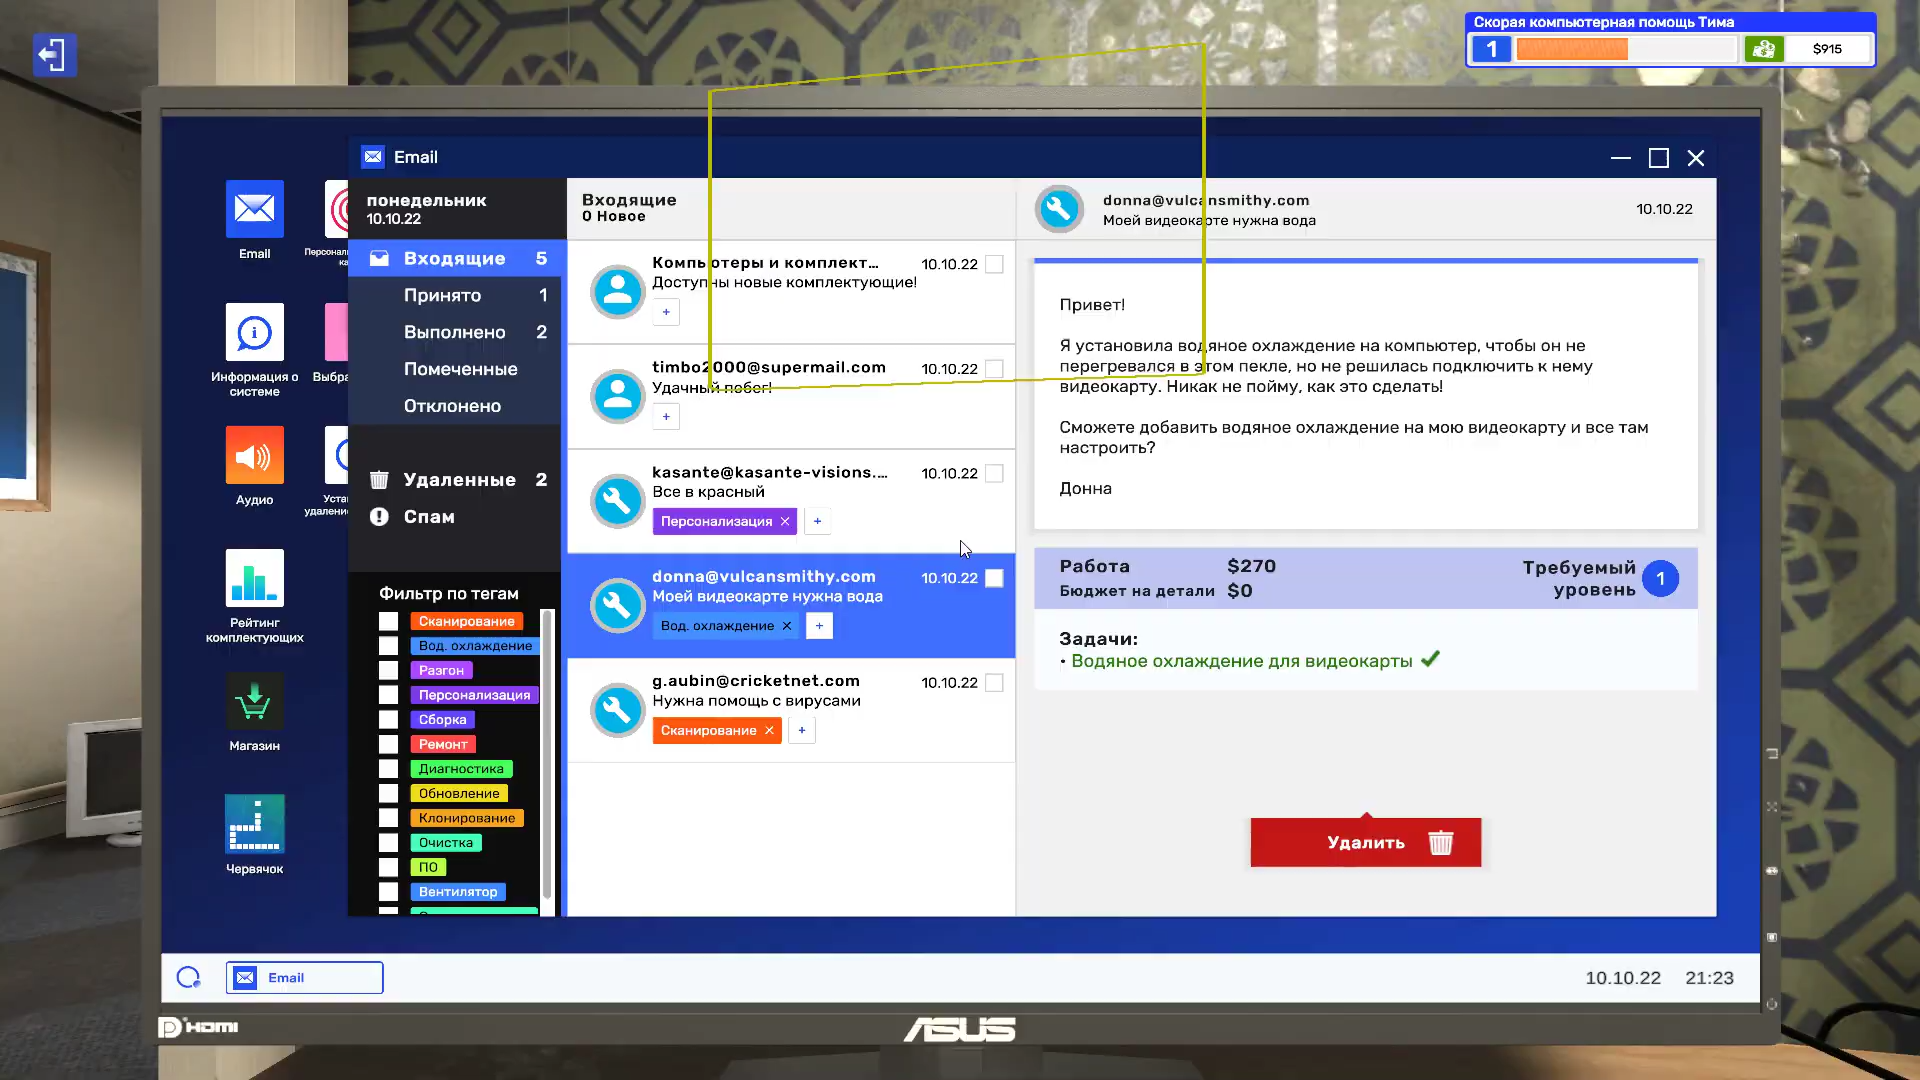 Скорая компьютерная помощь Тима
1
$915
Email
понедельник
10.10.22
Входящие 5
Принято 1
Выполнено 2
Помеченные
Отклонено
Удаленные 2
Спам
Фильтр по тегам
Сканирование
Вод. охлаждение
Разгон
Персонализация
Сборка
Ремонт
Диагностика
Обновление
Клонирование
Очистка
ПО
Вентилятор
Email
Информация о системе
Аудио
Рейтинг комплектующих
Магазин
Червячок
Входящие
0 Новое
Компьютеры и комплект...
10.10.22
Доступны новые комплектующие!
+
timbo2000@supermail.com
10.10.22
Удачный побег!
+
kasante@kasante-visions....
10.10.22
Все в красный
Персонализация × +
donna@vulcansmithy.com
10.10.22
Моей видеокарте нужна вода
Вод. охлаждение × +
g.aubin@cricketnet.com
10.10.22
Нужна помощь с вирусами
Сканирование × +
donna@vulcansmithy.com
Моей видеокарте нужна вода
10.10.22
Привет!
Я установила водяное охлаждение на компьютер, чтобы он не
перегревался в этом пекле, но не решилась подключить к нему
видеокарту. Никак не пойму, как это сделать!
Сможете добавить водяное охлаждение на мою видеокарту и все там
настроить?
Донна
Работа $270
Бюджет на детали $0
Требуемый уровень 1
Задачи:
• Водяное охлаждение для видеокарты
Удалить
Email
10.10.22 21:23
HDMI
ASUS